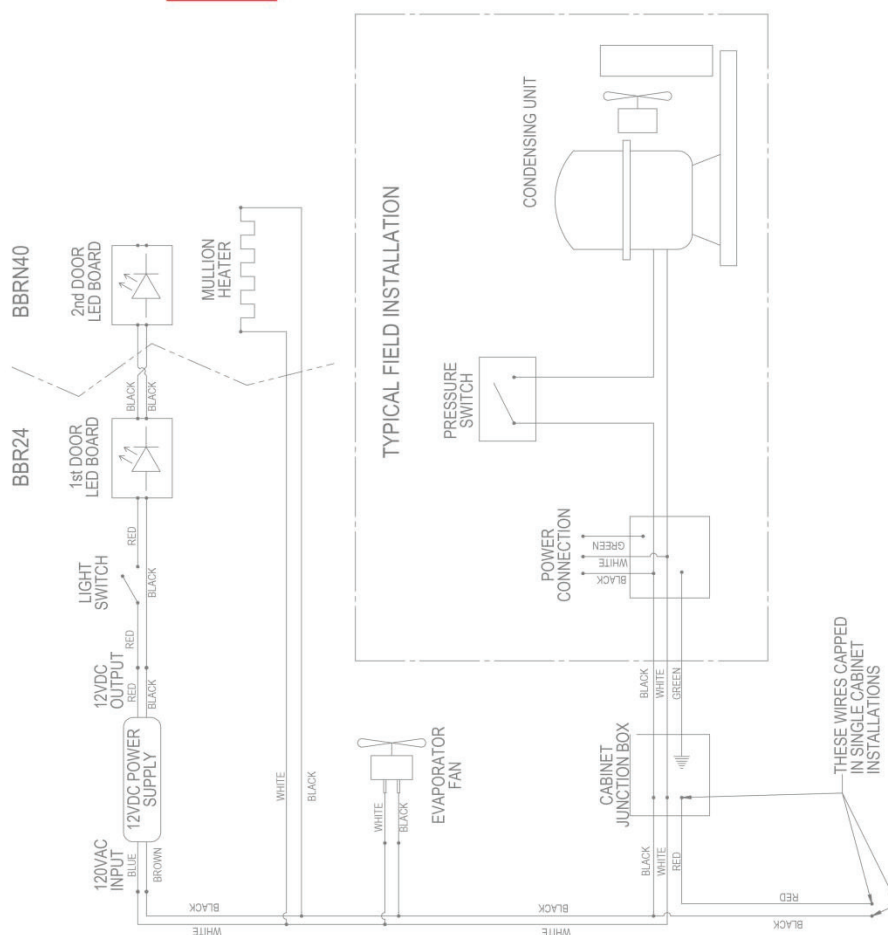 BBRN40
BBR24
2nd DOOR
LED BOARD
BLACK
BLACK
1st DOOR
LED BOARD
RED
BLACK
LIGHT
SWITCH
RED
12VDC
OUTPUT
RED
BLACK
12VDC POWER
SUPPLY
120VAC
INPUT
BLUE
BROWN
MULLION
HEATER
WHITE
BLACK
BLACK
WHITE
EVAPORATOR
FAN
WHITE
BLACK
BLACK
WHITE
TYPICAL FIELD INSTALLATION
CONDENSING UNIT
PRESSURE
SWITCH
POWER
CONNECTION
GREEN
WHITE
BLACK
BLACK
WHITE
GREEN
CABINET
JUNCTION BOX
BLACK
WHITE
RED
RED
BLACK
THESE WIRES CAPPED
IN SINGLE CABINET
INSTALLATIONS